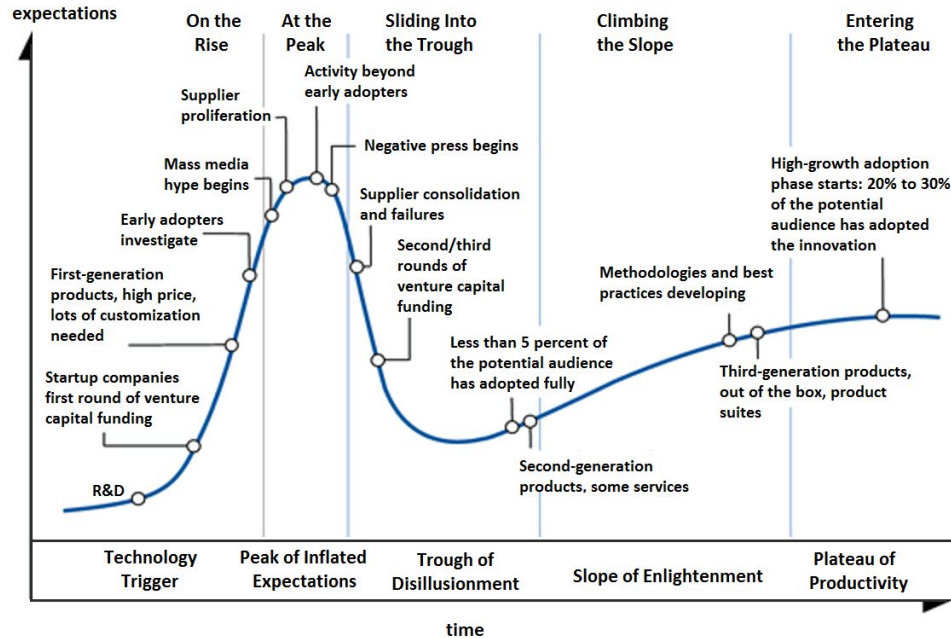 expectations
On the
Rise
At the
Peak
Sliding Into
the Trough
Climbing
the Slope
Entering
the Plateau
Activity beyond
early adopters
Supplier
proliferation
Negative press begins
Mass media
hype begins
High-growth adoption
phase starts: 20% to 30%
of the potential
audience has adopted
the innovation
Supplier consolidation
and failures
Early adopters
investigate
Second/third
rounds of
venture capital
funding
First-generation
products, high price,
lots of customization
needed
Methodologies and best
practices developing
Less than 5 percent of
the potential audience
has adopted fully
Startup companies
first round of venture
capital funding
Third-generation products,
out of the box, product
suites
R&D
Second-generation
products, some services
Technology
Trigger
Peak of Inflated
Expectations
Trough of
Disillusionment
Slope of Enlightenment
Plateau of
Productivity
time